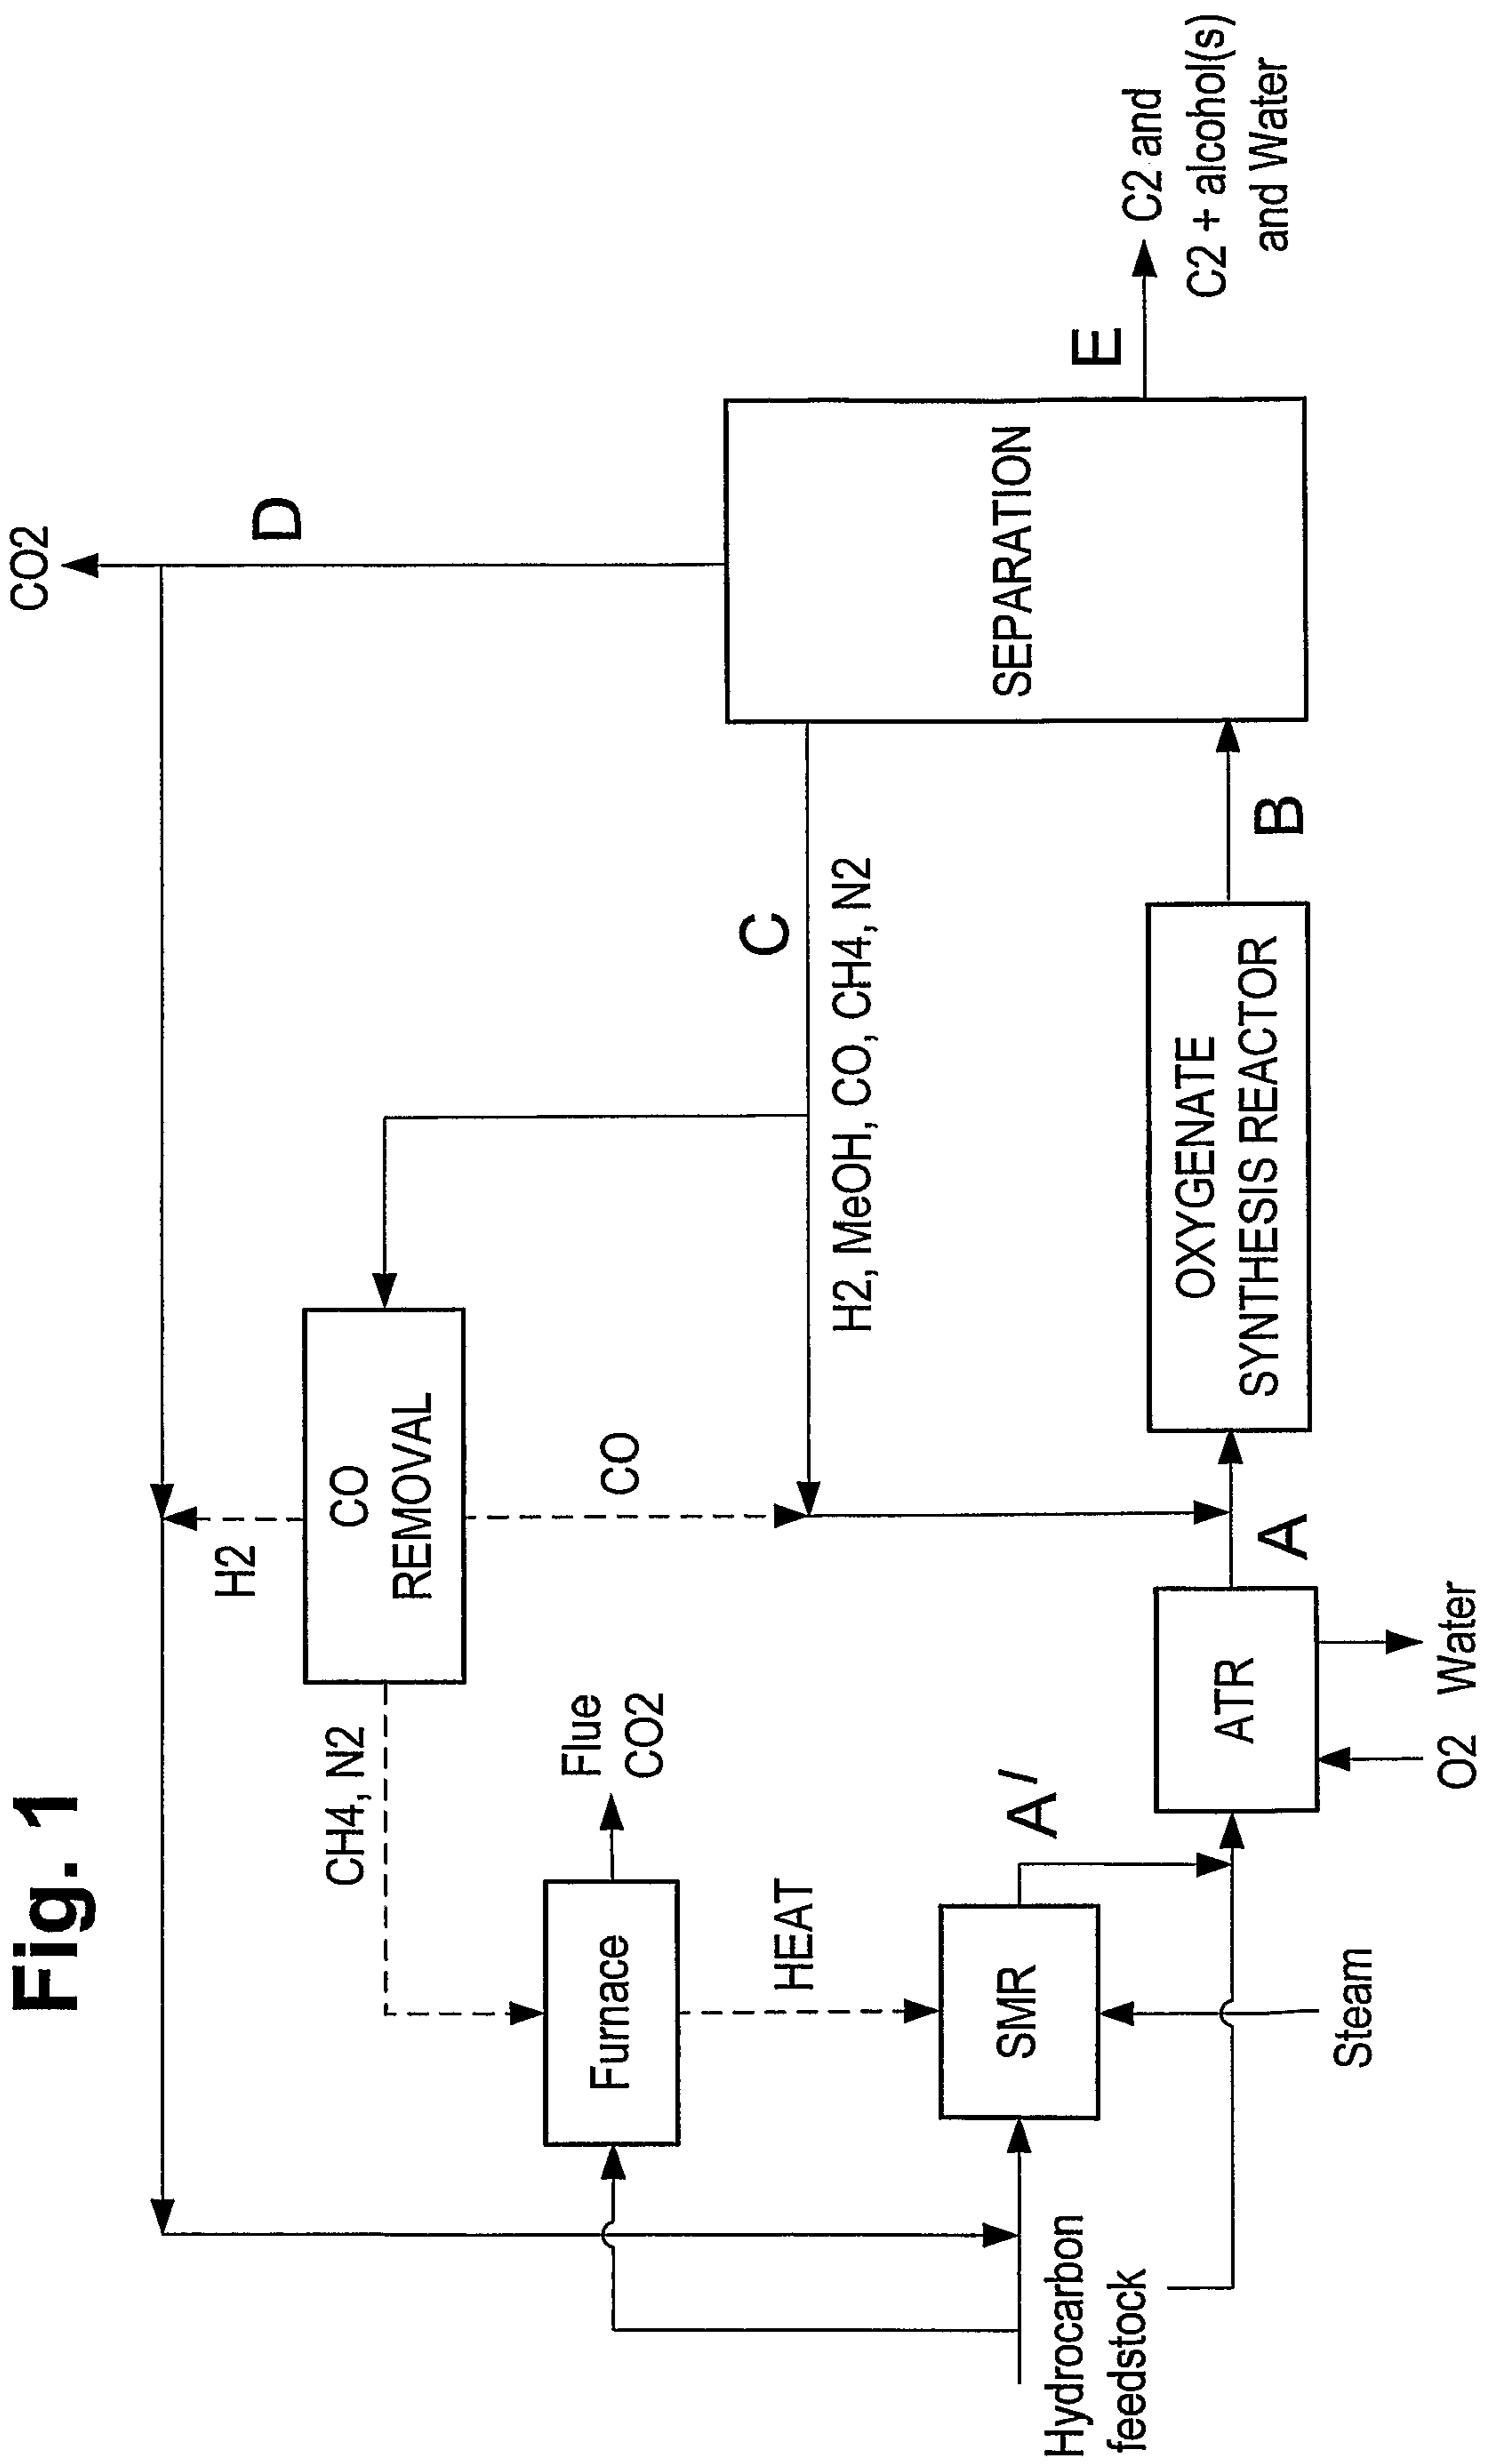 Fig. 1
CO2
D
H2
CO
REMOVAL
CH4, N2
CO
Flue
CO2
Furnace
HEAT
C
H2, MeOH, CO, CH4, N2
SEPARATION
E
C2 and
C2 + alcohol(s)
and Water
SMR
A/
Steam
Hydrocarbon
feedstock
ATR
O2
Water
A
OXYGENATE
SYNTHESIS REACTOR
B